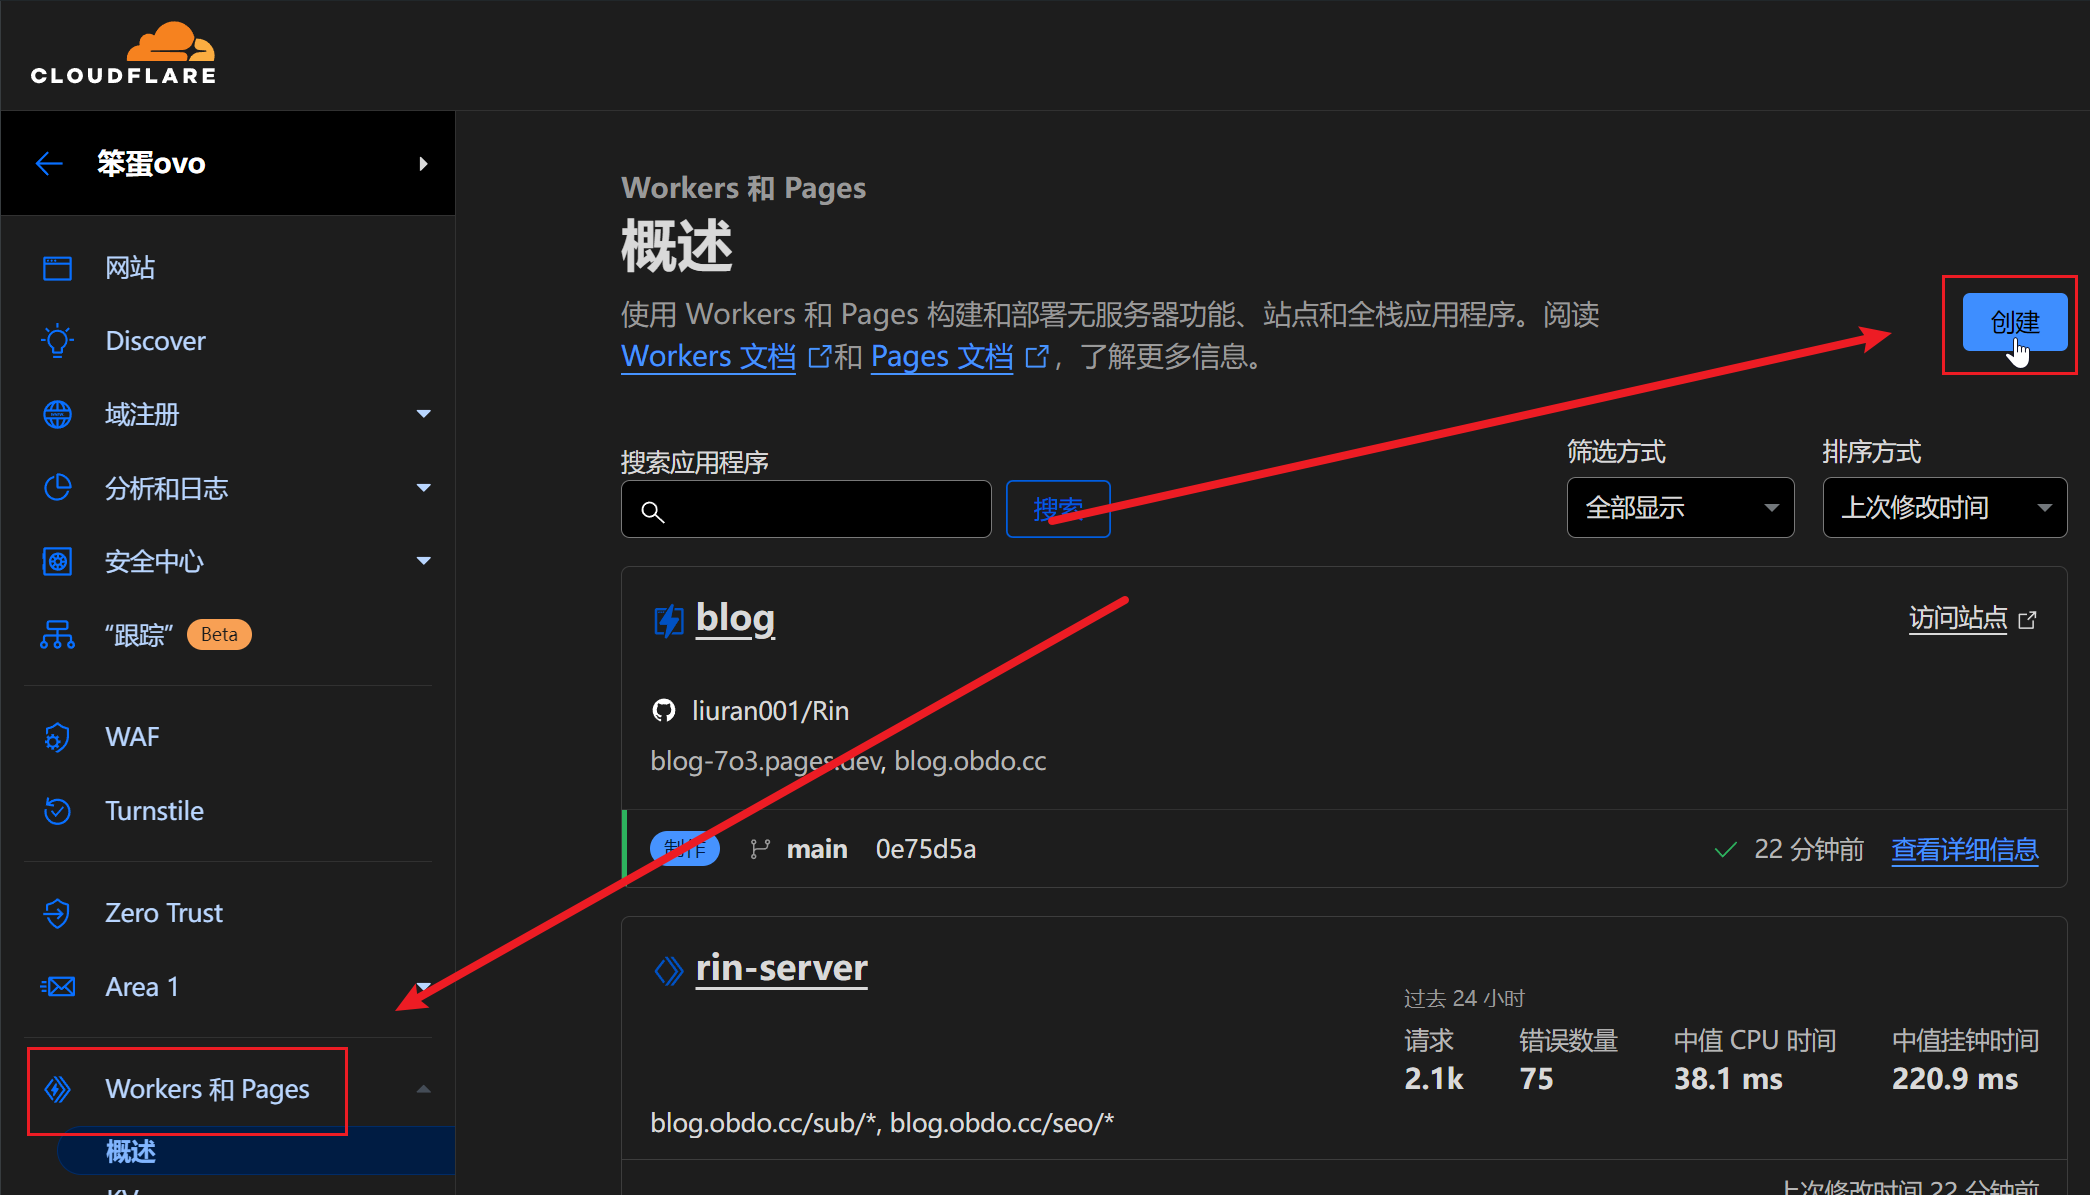 CLOUDFLARE
笨蛋ovo
网站
Discover
域注册
分析和日志
安全中心
“跟踪” Beta
WAF
Turnstile
Zero Trust
Area 1
Workers 和 Pages
概述
KV
Workers 和 Pages
概述
使用 Workers 和 Pages 构建和部署无服务器功能、站点和全栈应用程序。阅读
Workers 文档 和 Pages 文档 ，了解更多信息。
创建
搜索应用程序
搜索
筛选方式
全部显示
排序方式
上次修改时间
blog
访问站点
liuran001/Rin
blog-7o3.pages.dev, blog.obdo.cc
制作 main 0e75d5a 22 分钟前 查看详细信息
rin-server
过去 24 小时
请求 错误数量 中值 CPU 时间 中值挂钟时间
2.1k 75 38.1 ms 220.9 ms
blog.obdo.cc/sub/*, blog.obdo.cc/seo/*
上次修改时间 22 分钟前